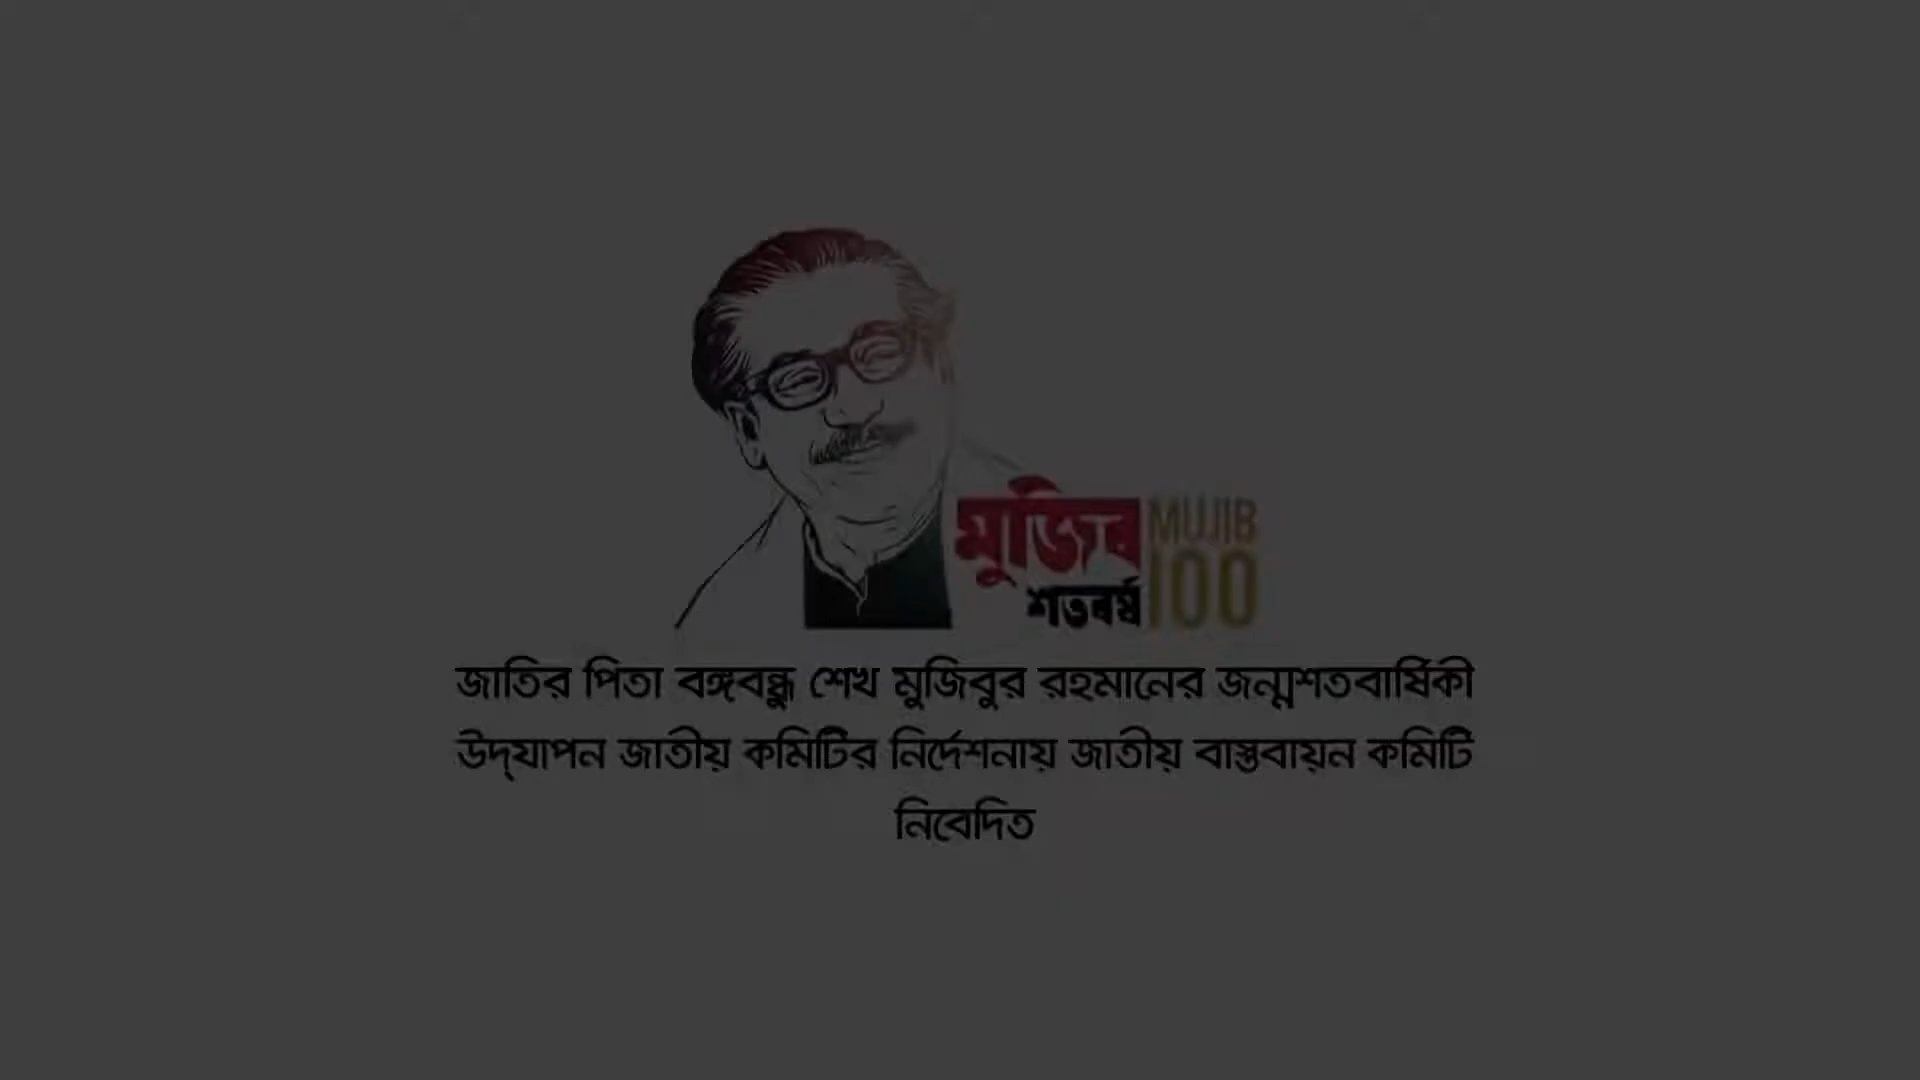 মুজিব
শতবর্ষ
MUJIB
100
জাতির পিতা বঙ্গবন্ধু শেখ মুজিবুর রহমানের জন্মশতবার্ষিকী
উদ্‌যাপন জাতীয় কমিটির নির্দেশনায় জাতীয় বাস্তবায়ন কমিটি
নিবেদিত